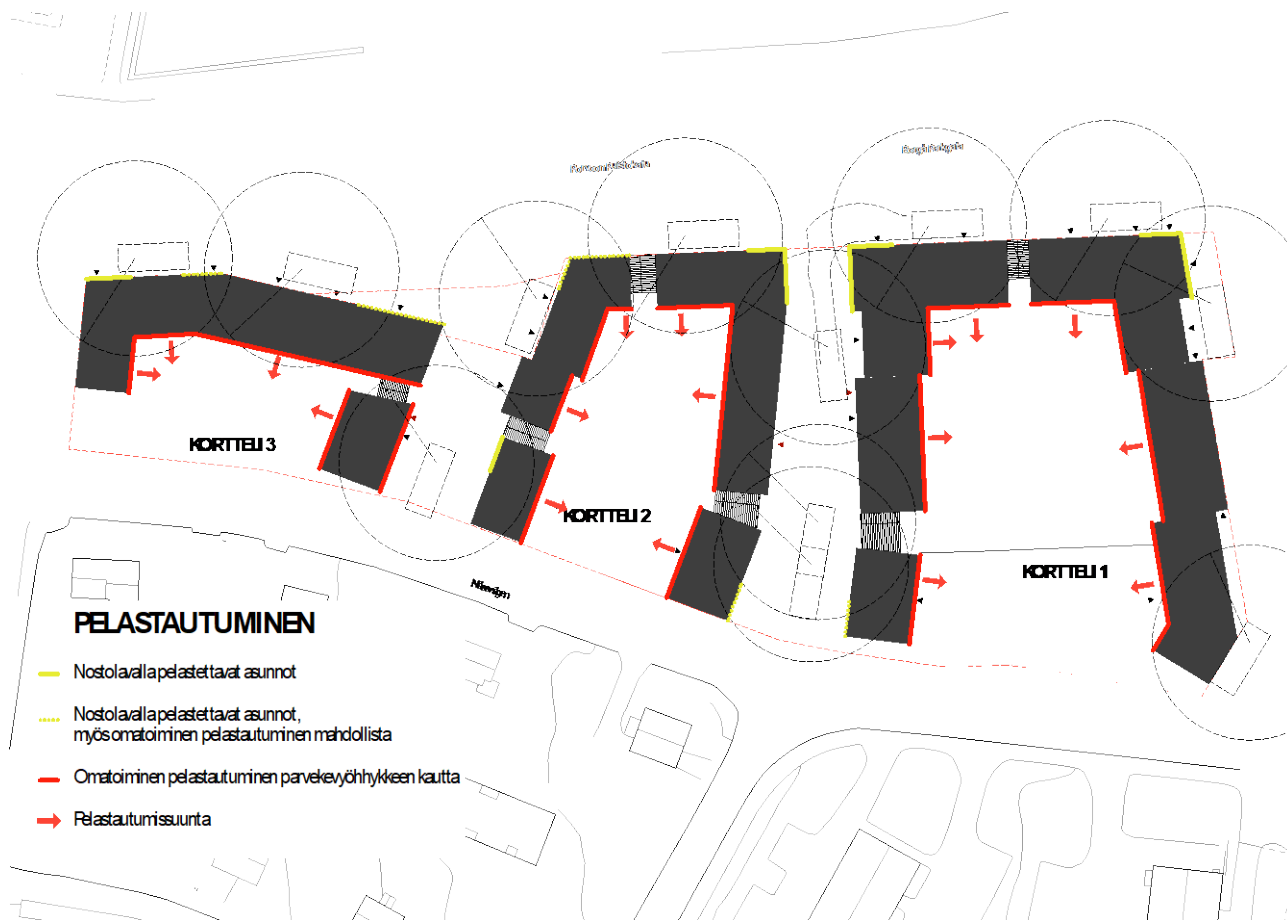 KORTTELI 3
KORTTELI 2
KORTTELI 1
PELASTAUTUMINEN
Nostolavalla pelastettavat asunnot
Nostolavalla pelastettavat asunnot,
myös omatoiminen pelastautuminen mahdollista
Omatoiminen pelastautuminen parvekevyöhhykkeen kautta
Pelastautumissuunta